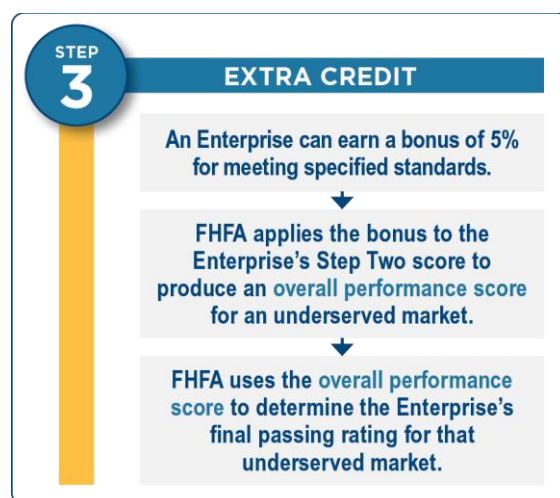 STEP
3
EXTRA CREDIT
An Enterprise can earn a bonus of 5%
for meeting specified standards.
FHFA applies the bonus to the
Enterprise's Step Two score to
produce an overall performance score
for an underserved market.
FHFA uses the overall performance
score to determine the Enterprise's
final passing rating for that
underserved market.